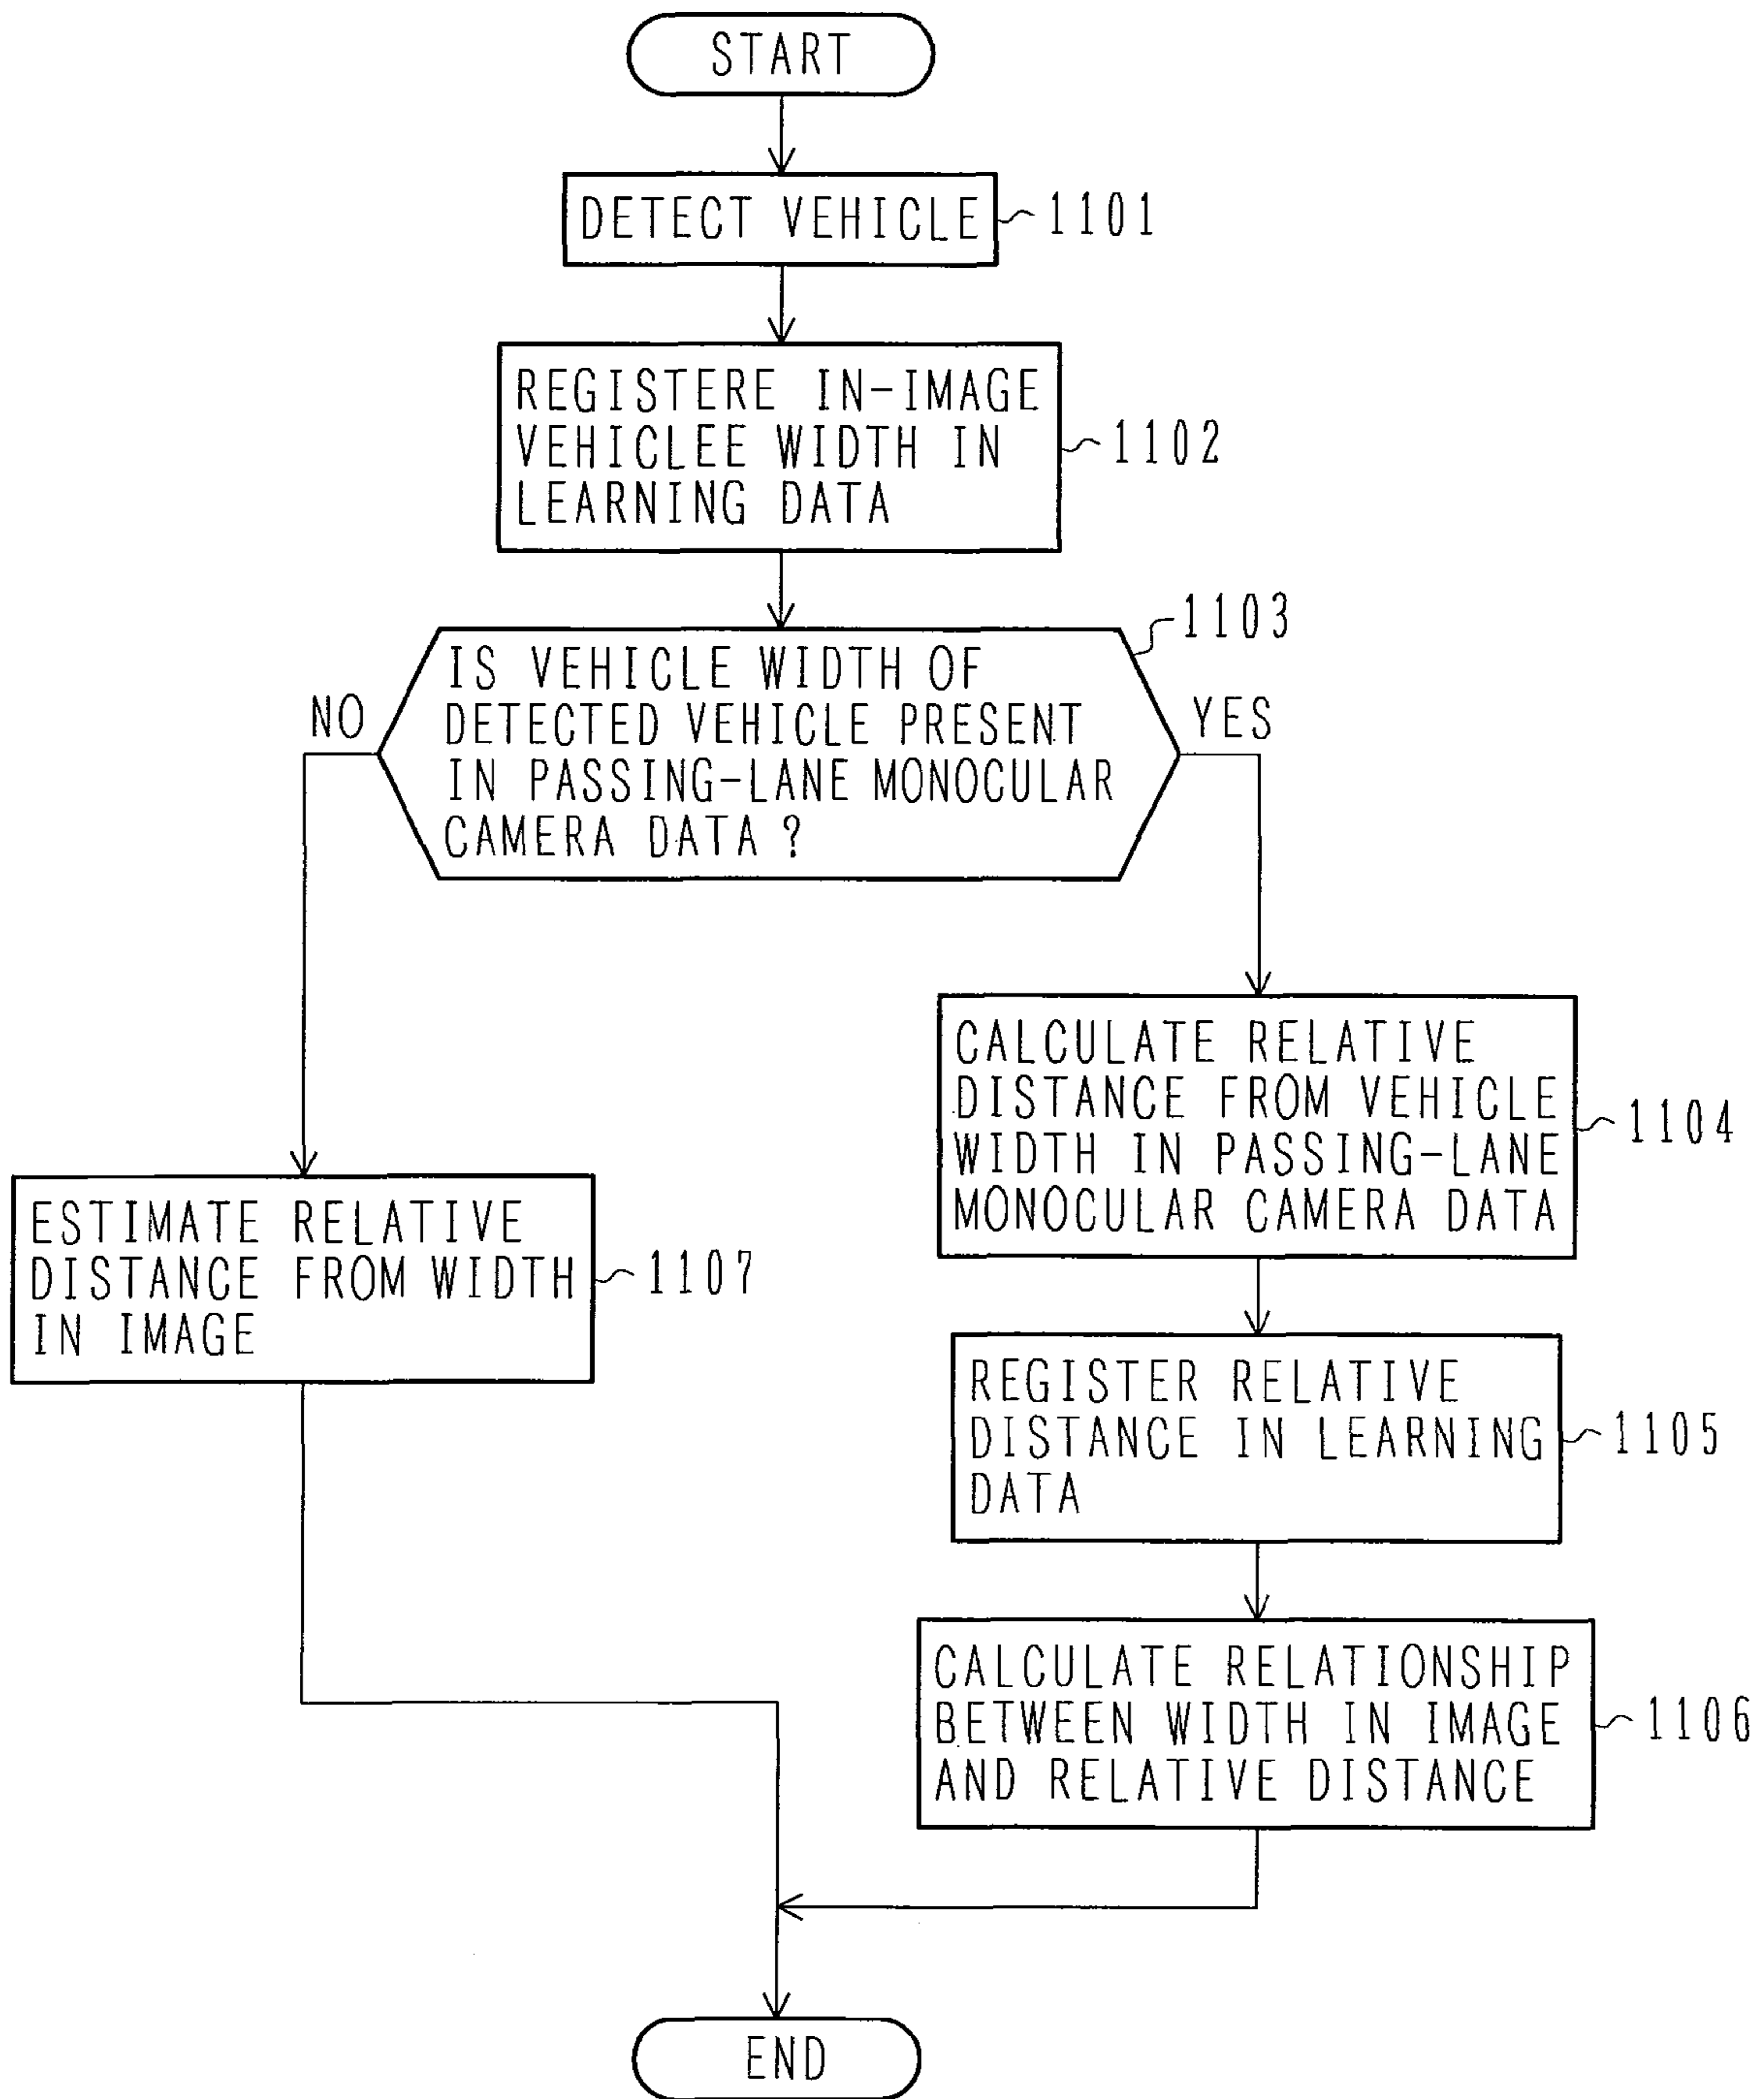 START
DETECT VEHICLE
1101
REGISTERE IN-IMAGE
VEHICLEE WIDTH IN
LEARNING DATA
1102
1103
IS VEHICLE WIDTH OF
DETECTED VEHICLE PRESENT
IN PASSING-LANE MONOCULAR
CAMERA DATA ?
NO
YES
CALCULATE RELATIVE
DISTANCE FROM VEHICLE
WIDTH IN PASSING-LANE
MONOCULAR CAMERA DATA
1104
ESTIMATE RELATIVE
DISTANCE FROM WIDTH
IN IMAGE
1107
REGISTER RELATIVE
DISTANCE IN LEARNING
DATA
1105
CALCULATE RELATIONSHIP
BETWEEN WIDTH IN IMAGE
AND RELATIVE DISTANCE
1106
END